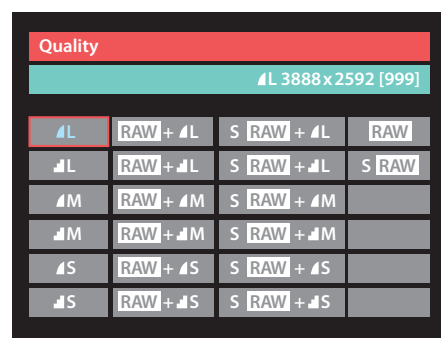 Quality
L 3888x2592 [999]
L RAW + L S RAW + L RAW
L RAW + L S RAW + L S RAW
M RAW + M S RAW + M
M RAW + M S RAW + M
S RAW + S S RAW + S
S RAW + S S RAW + S